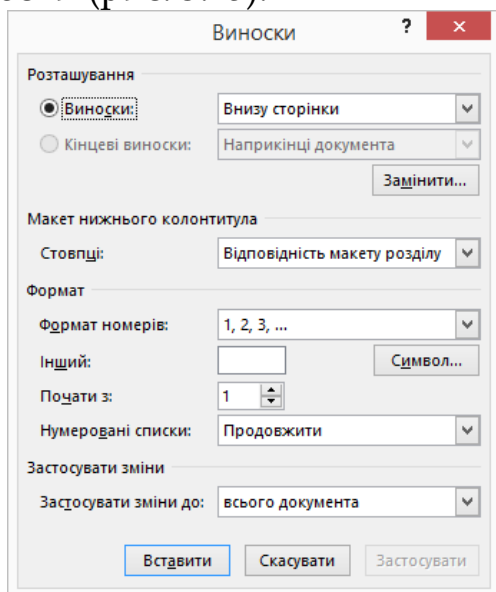 Виноски ? ×
Розташування
Виноски: Внизу сторінки
Кінцеві виноски: Наприкінці документа
Замінити...
Макет нижнього колонтитула
Стовпці: Відповідність макету розділу
Формат
Формат номерів: 1, 2, 3, ...
Інший: Символ...
Почати з: 1
Нумеровані списки: Продовжити
Застосувати зміни
Застосувати зміни до: всього документа
Вставити Скасувати Застосувати